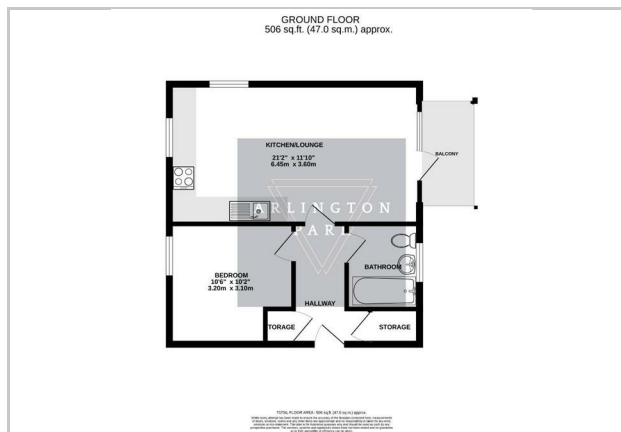 GROUND FLOOR
506 sq.ft. (47.0 sq.m.) approx.
KITCHEN/LOUNGE
21'2" x 11'10"
6.45m x 3.60m
BALCONY
ARLINGTON
PARK
BEDROOM
10'6" x 10'2"
3.20m x 3.10m
BATHROOM
HALLWAY
TORAGE
STORAGE
TOTAL FLOOR AREA : 506 sq.ft. (47.0 sq.m.) approx.